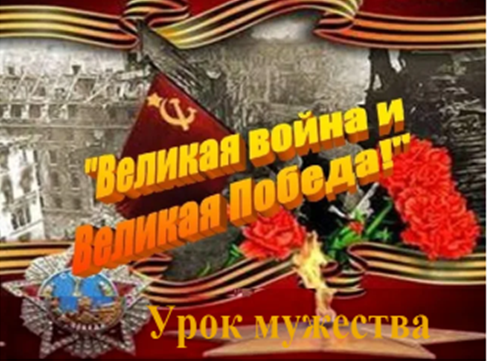 "Великая война и
Великая Победа!"
Урок мужества